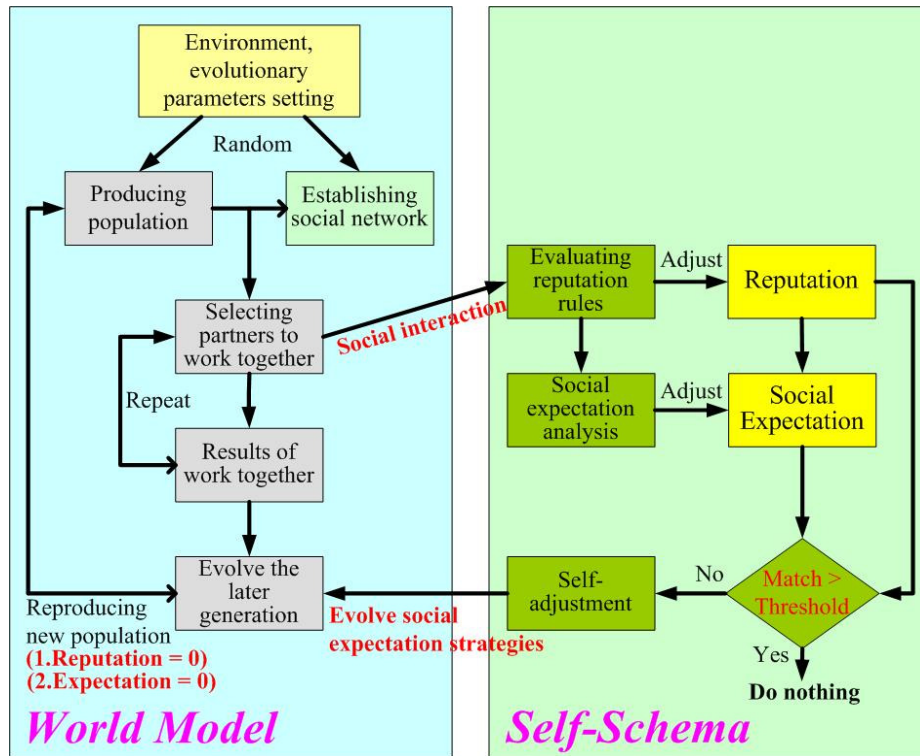 Environment,
evolutionary
parameters setting
Random
Producing
population
Establishing
social network
Selecting
partners to
work together
Repeat
Results of
work together
Evolve the
later
generation
Reproducing
new population
(1.Reputation = 0)
(2.Expectation = 0)
World Model
Social interaction
Evolve social
expectation strategies
Evaluating
reputation
rules
Adjust
Reputation
Social
expectation
analysis
Adjust
Social
Expectation
Match >
Threshold
No
Self-
adjustment
Yes
Do nothing
Self-Schema